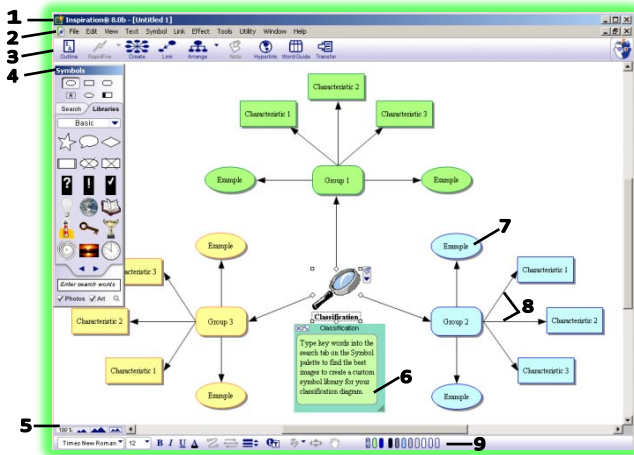 1
Inspiration® 8.0b - [Untitled 1]
2
File Edit View Text Symbol Link Effect Tools Utility Window Help
3
Outline RapidFire Create Link Arrange Note Hyperlink Word Guide Transfer
4
Symbols
Search Libraries
Basic
? !
Enter search words
Photos Art
Characteristic 2
Characteristic 1 Characteristic 3
Example Group 1 Example
Example
Characteristic 3
Characteristic 2 Group 3
Characteristic 1
Example
Classification
Classification
Type key words into the
search tab on the Symbol
palette to find the best
images to create a custom
symbol library for your
classification diagram.
6
Example
7
Characteristic 1
8
Group 2 Characteristic 2
Characteristic 3
Example
5
100%
Times New Roman 12 B I U A
9